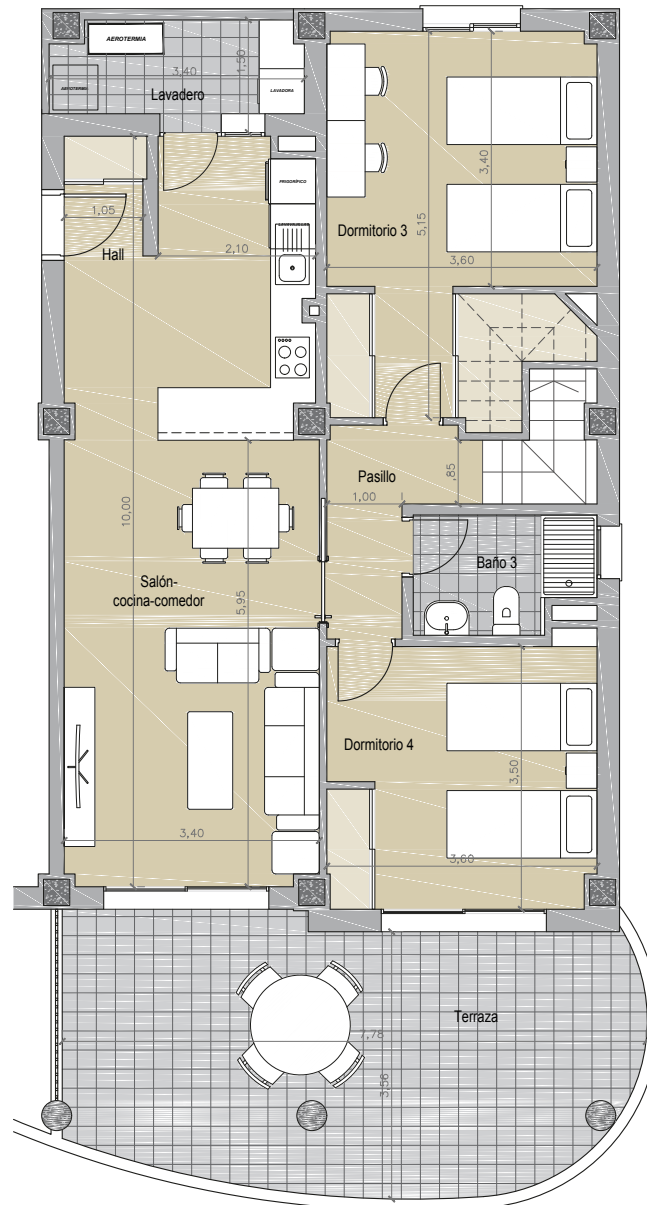 AEROTERMIA
1,50
3,40
AEROTERMIA
LAVADORA
Lavadero
3,40
FRIGORÍFICO
1,05
Dormitorio 3
5,15
Hall
2,10
3,60
Pasillo
,85
1,00
10,00
Baño 3
Salón-
cocina-comedor
5,95
Dormitorio 4
3,50
3,40
3,60
Terraza
7,78
3,56